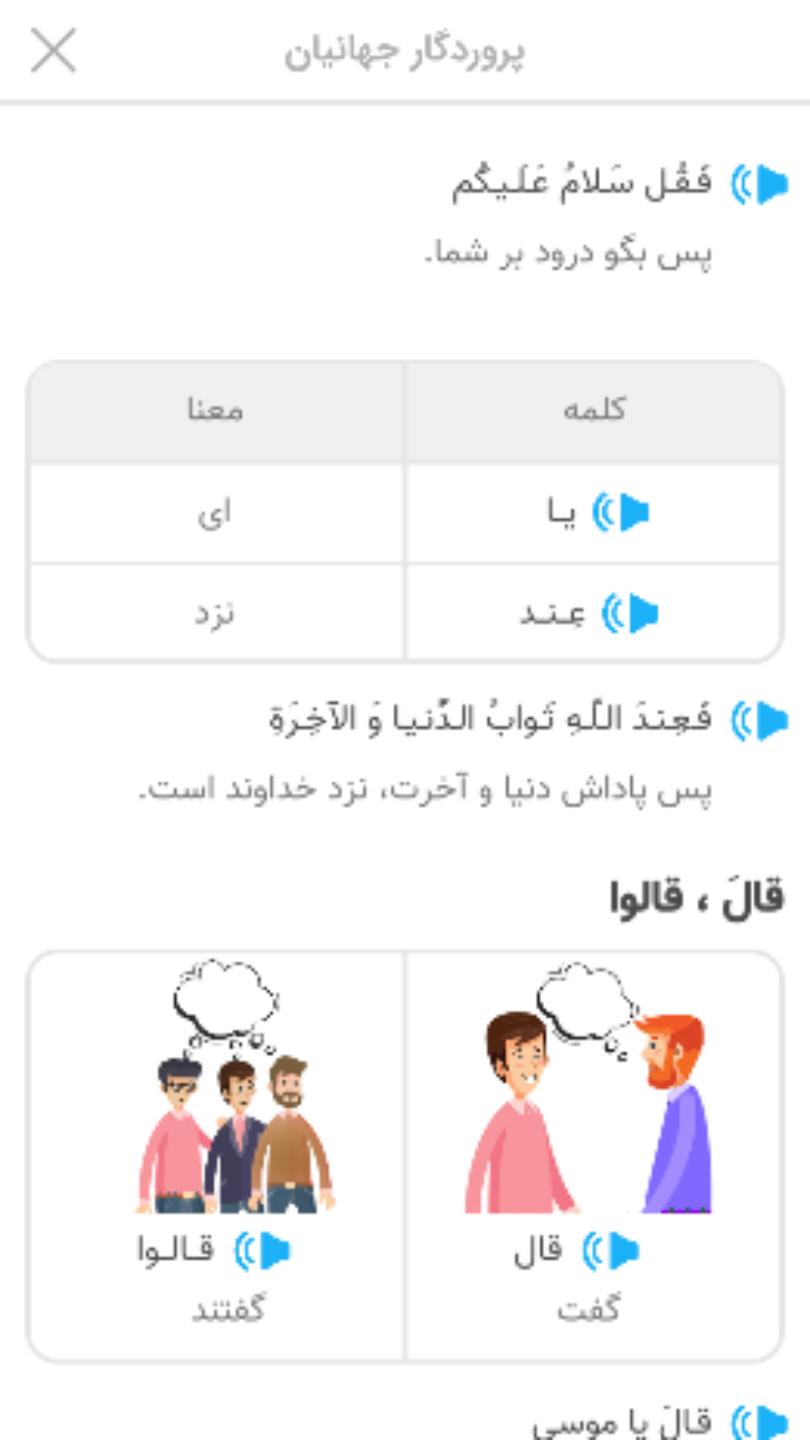 پروردگار جهانیان
فَقُل سَلامُ عَلَیکُم
پس بگو درود بر شما.
کلمه معنا
یا ای
عِند نزد
فَعِندَ اللّهِ ثَوابُ الدُّنیا وَ الآخِرَةِ
پس پاداش دنیا و آخرت، نزد خداوند است.
قالَ ، قالوا
قال قالوا
گفت گفتند
قالَ یا موسی